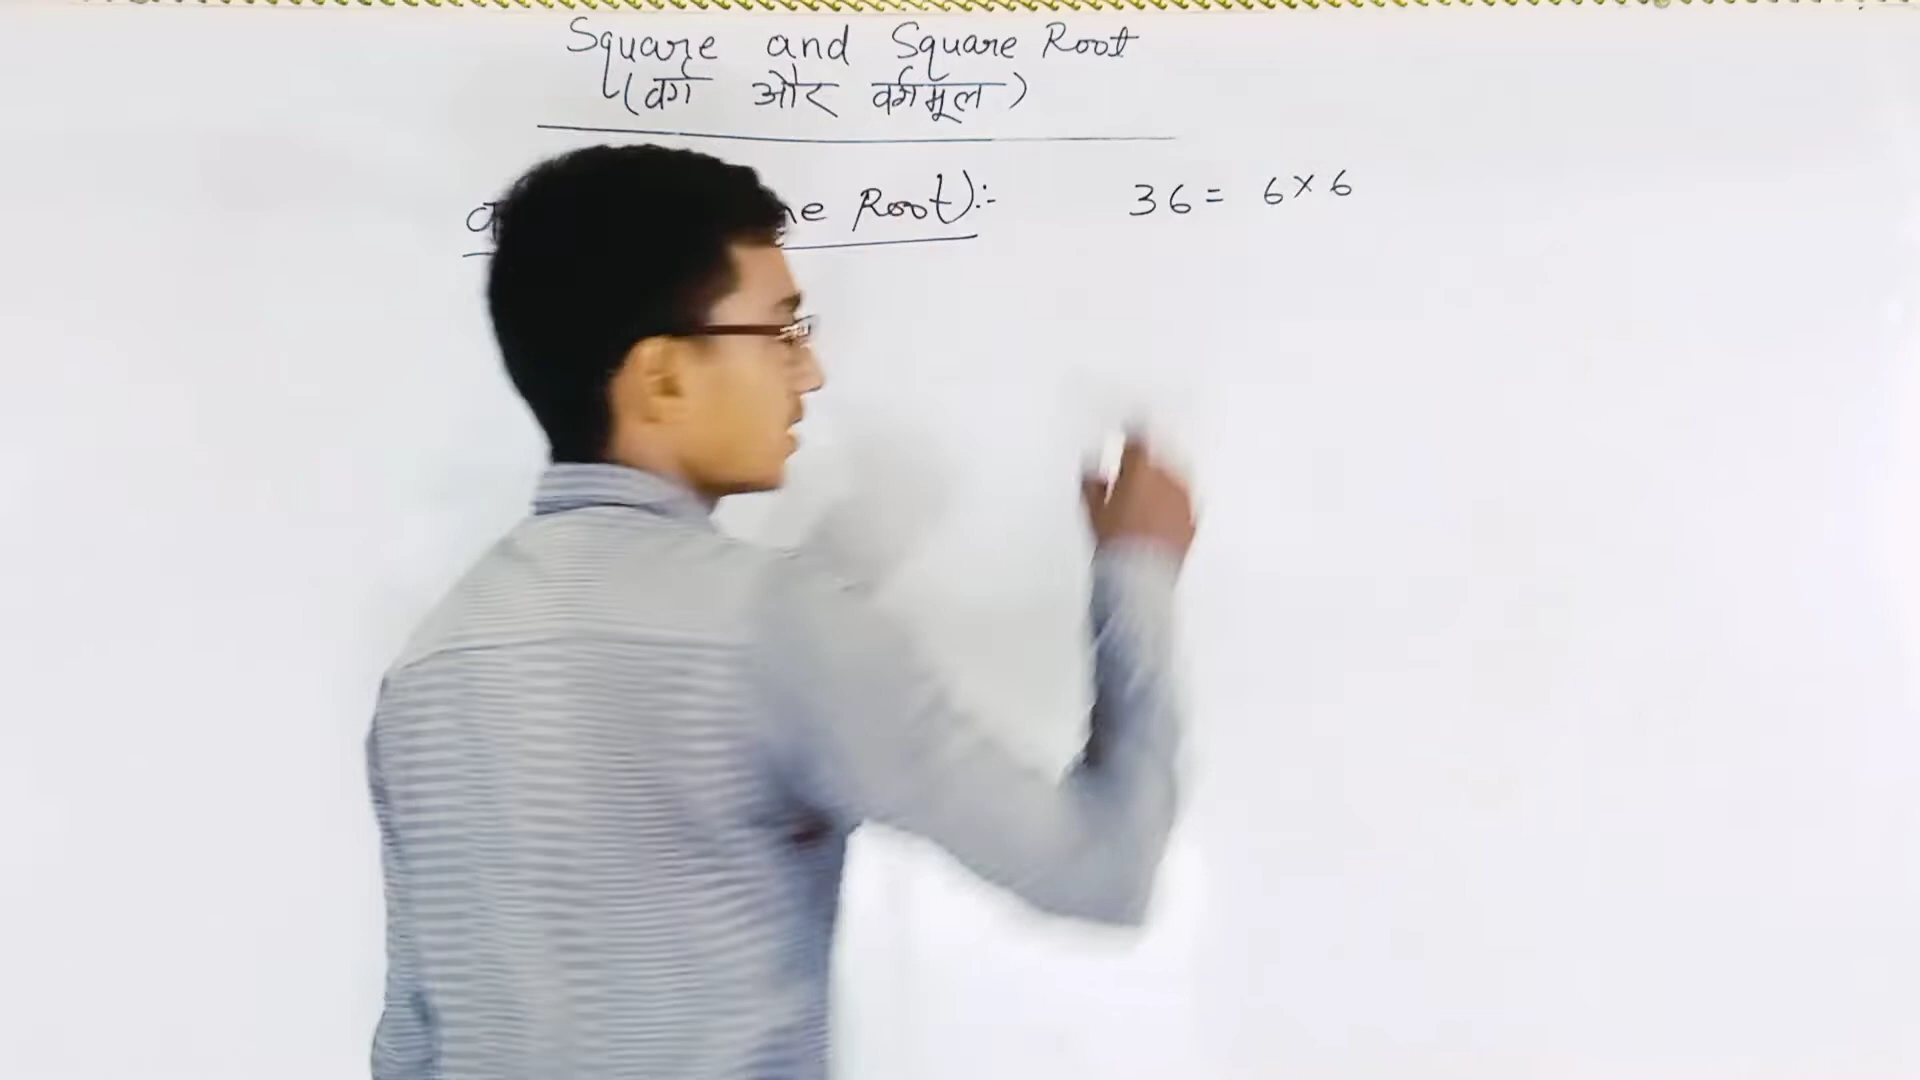 Square and Square Root
(वर्ग और वर्गमूल)
Root):-
36 = 6 × 6